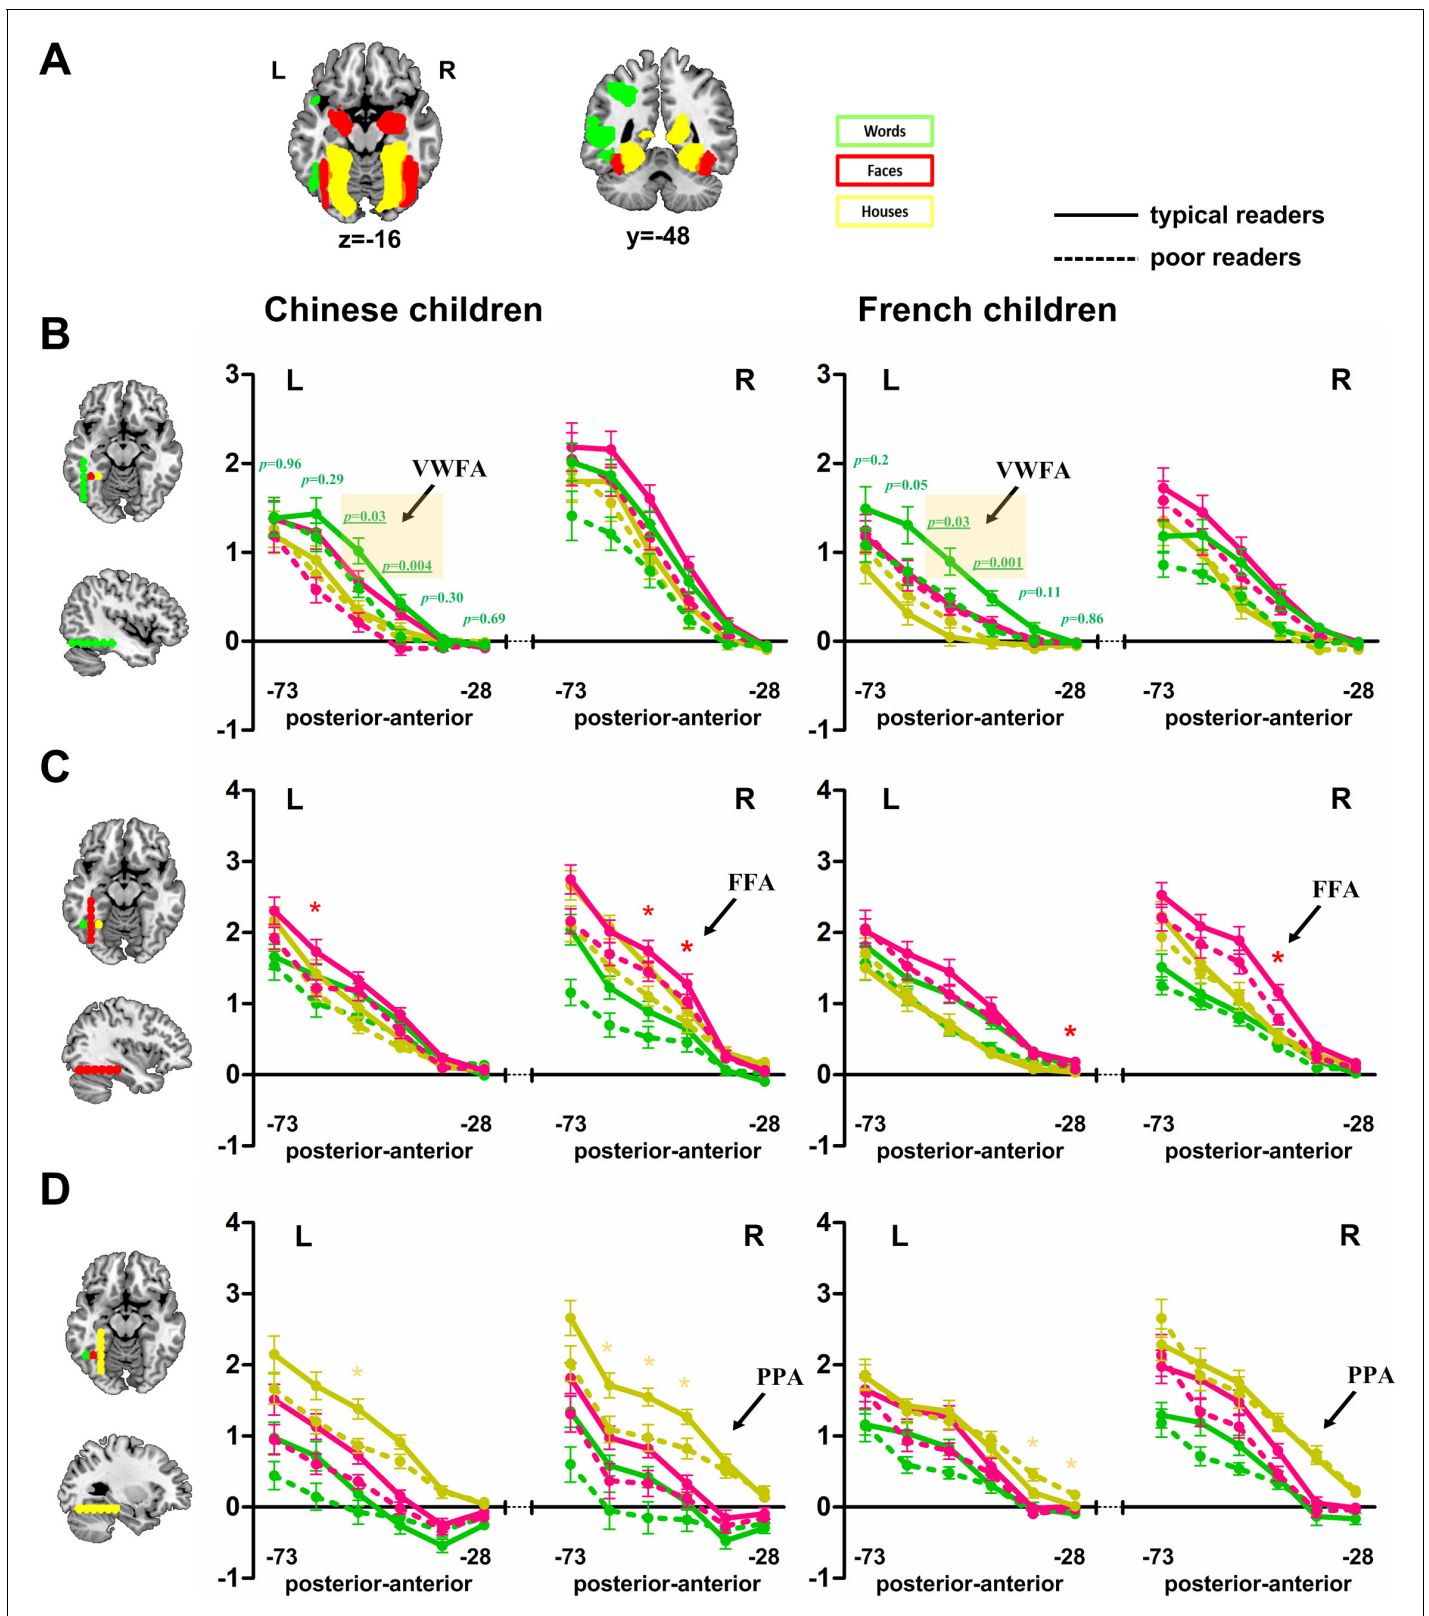 A
L
R
z=-16
y=-48
Words
Faces
Houses
typical readers
poor readers
Chinese children
French children
B
3
2
1
0
-1
L
R
p=0.96
p=0.29
VWFA
p=0.03
p=0.004
p=0.30
p=0.69
-73
-28
posterior-anterior
-73
-28
posterior-anterior
3
2
1
0
-1
L
R
p=0.2
p=0.05
VWFA
p=0.03
p=0.001
p=0.11
p=0.86
-73
-28
posterior-anterior
-73
-28
posterior-anterior
C
4
3
2
1
0
-1
L
R
*
*
*
FFA
-73
-28
posterior-anterior
-73
-28
posterior-anterior
4
3
2
1
0
-1
L
R
*
*
FFA
-73
-28
posterior-anterior
-73
-28
posterior-anterior
D
4
3
2
1
0
-1
L
R
*
*
*
*
PPA
-73
-28
posterior-anterior
-73
-28
posterior-anterior
4
3
2
1
0
-1
L
R
*
*
PPA
-73
-28
posterior-anterior
-73
-28
posterior-anterior